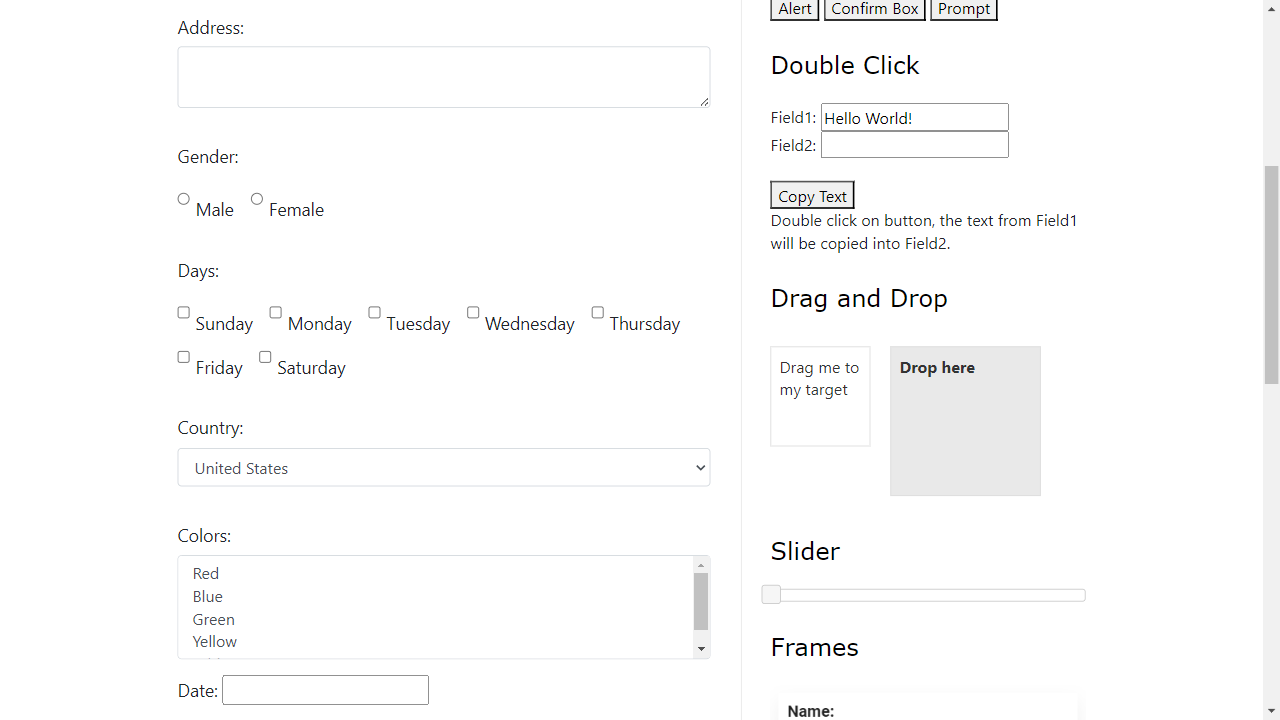 Address:
Gender:
Male Female
Days:
Sunday Monday Tuesday Wednesday Thursday
Friday Saturday
Country:
United States
Colors:
Red
Blue
Green
Yellow
Date:
Alert Confirm Box Prompt
Double Click
Field1: Hello World!
Field2:
Copy Text
Double click on button, the text from Field1
will be copied into Field2.
Drag and Drop
Drag me to
my target
Drop here
Slider
Frames
Name: